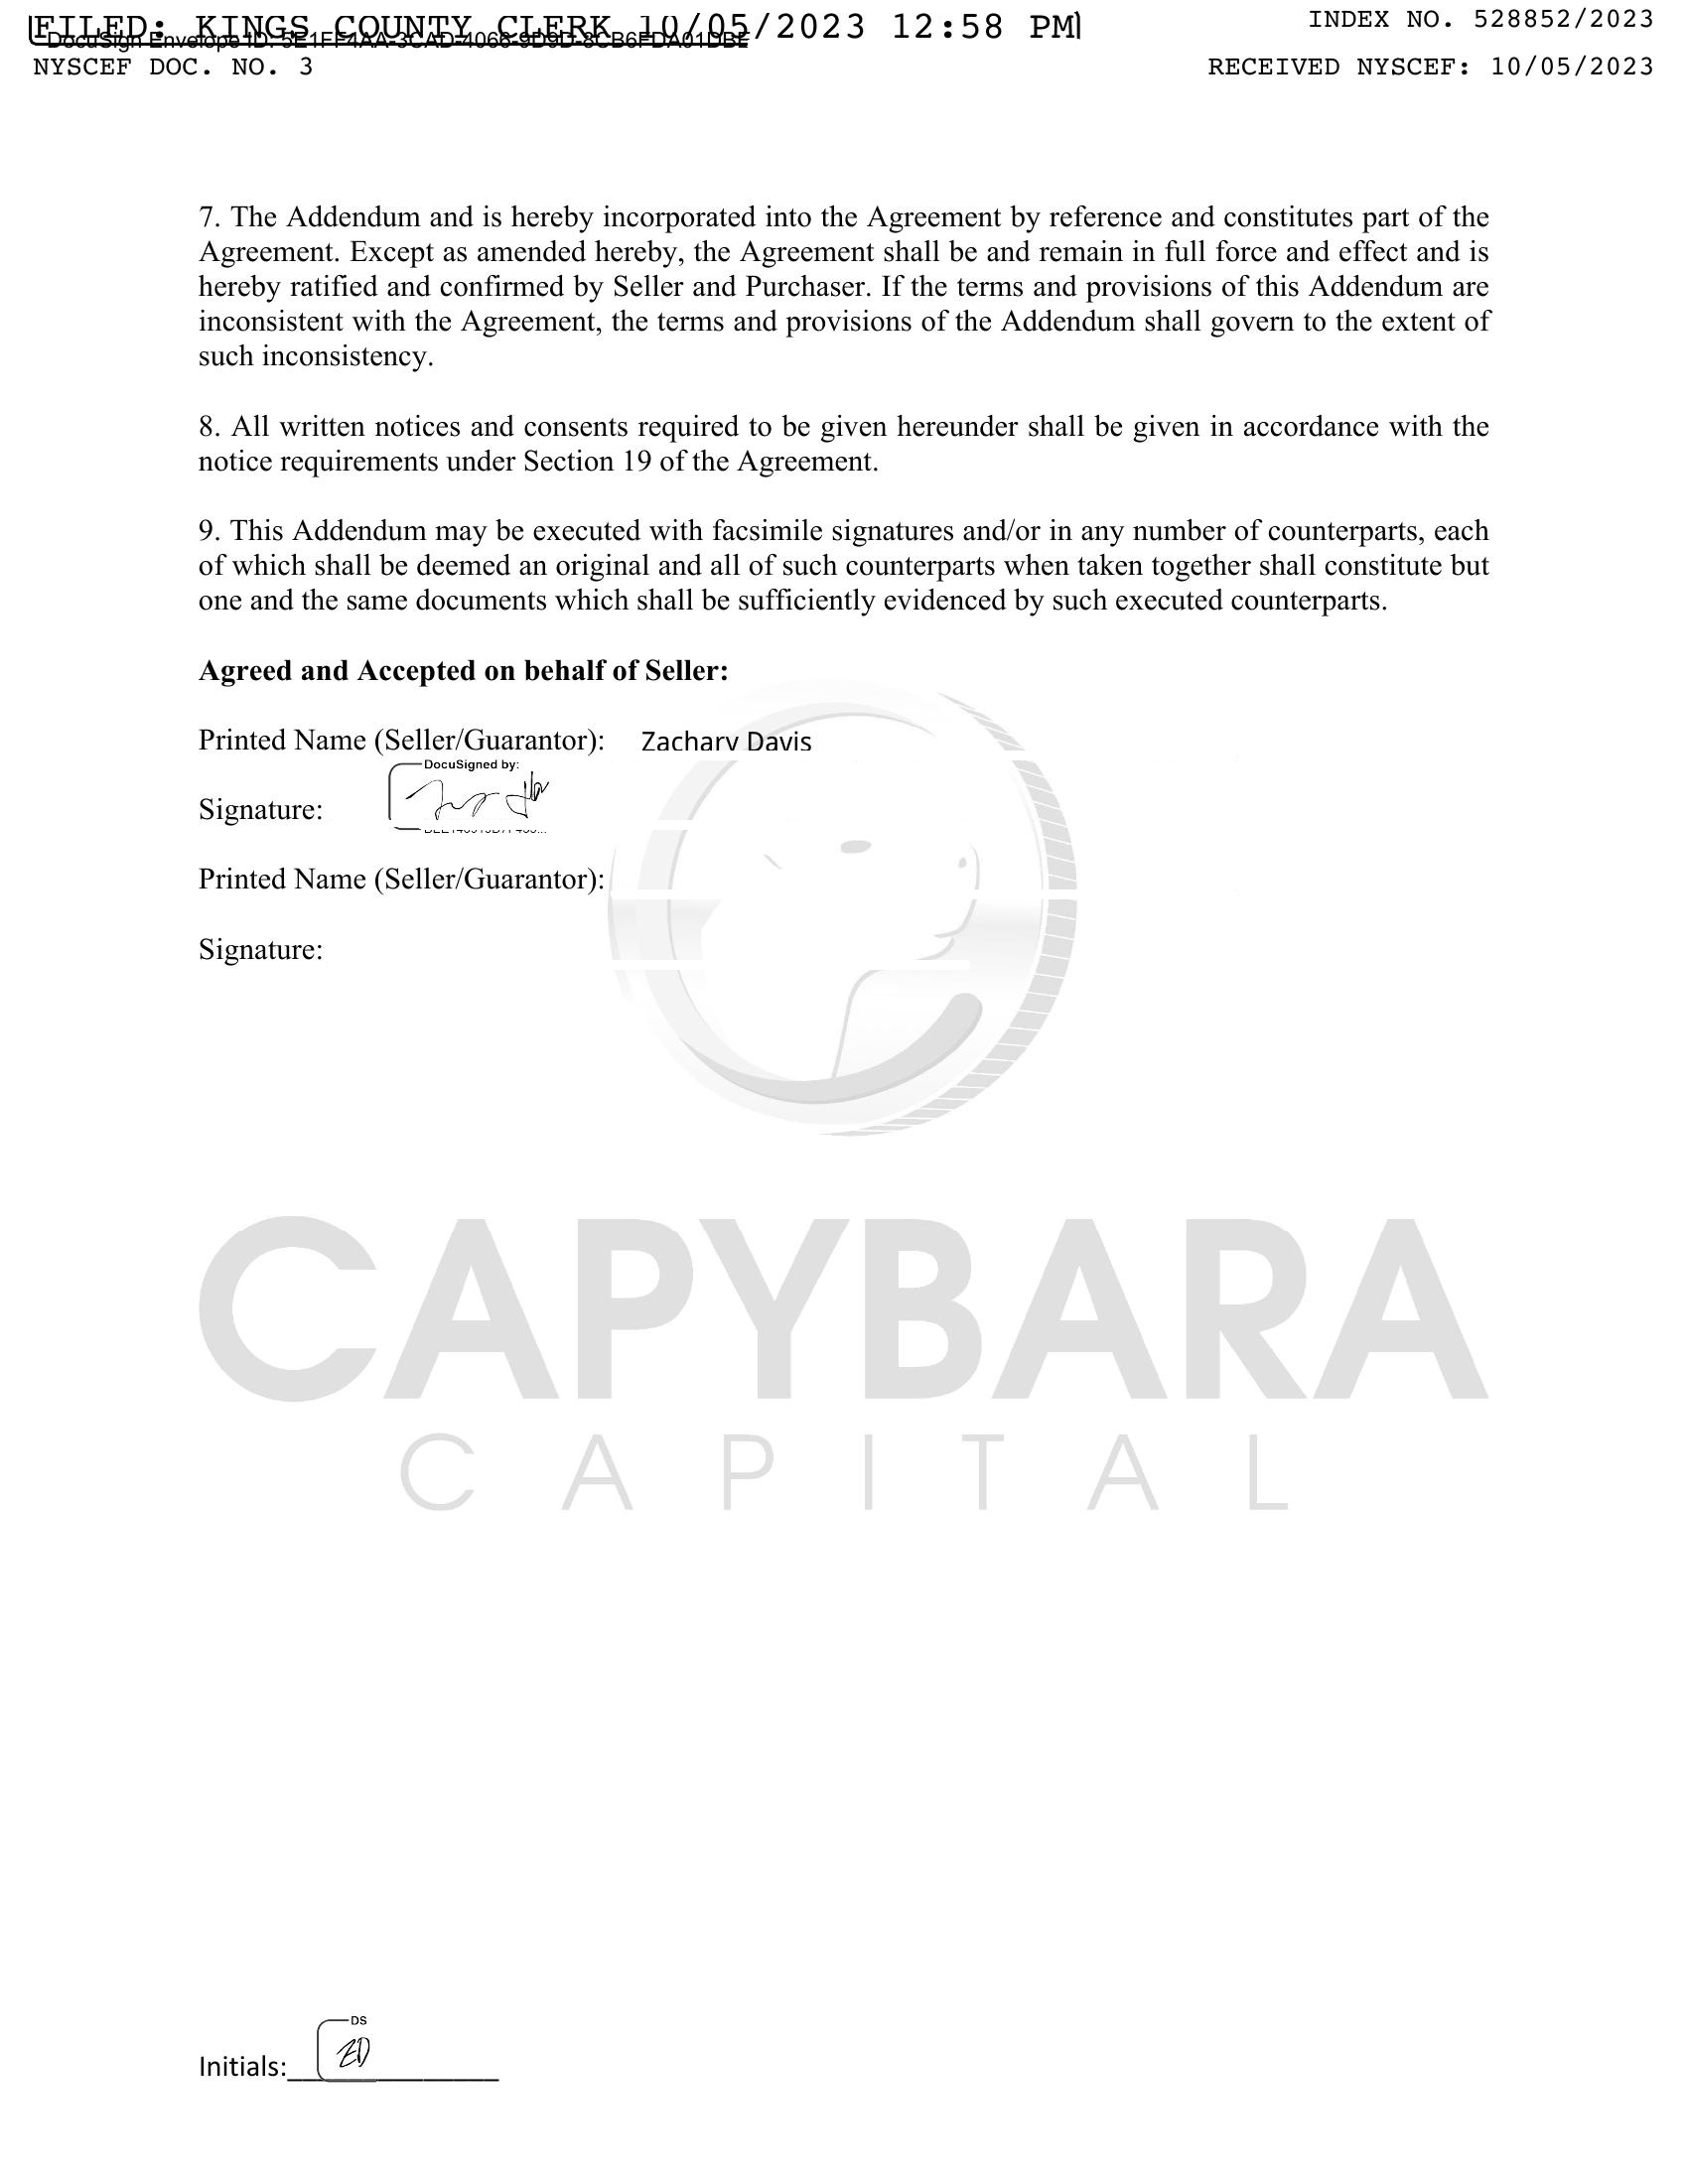 FILED: KINGS COUNTY CLERK 10/05/2023 12:58 PM
INDEX NO. 528852/2023
DocuSign Envelope ID: 5E1FF4AA-3CAD-4066-9D9D-8CB6FDA01DBE
NYSCEF DOC. NO. 3
RECEIVED NYSCEF: 10/05/2023
7. The Addendum and is hereby incorporated into the Agreement by reference and constitutes part of the
Agreement. Except as amended hereby, the Agreement shall be and remain in full force and effect and is
hereby ratified and confirmed by Seller and Purchaser. If the terms and provisions of this Addendum are
inconsistent with the Agreement, the terms and provisions of the Addendum shall govern to the extent of
such inconsistency.
8. All written notices and consents required to be given hereunder shall be given in accordance with the
notice requirements under Section 19 of the Agreement.
9. This Addendum may be executed with facsimile signatures and/or in any number of counterparts, each
of which shall be deemed an original and all of such counterparts when taken together shall constitute but
one and the same documents which shall be sufficiently evidenced by such executed counterparts.
Agreed and Accepted on behalf of Seller:
Printed Name (Seller/Guarantor): Zachary Davis
DocuSigned by:
Signature:
Printed Name (Seller/Guarantor):
Signature:
CAPYBARA
CAPITAL
DS
ZD
Initials: